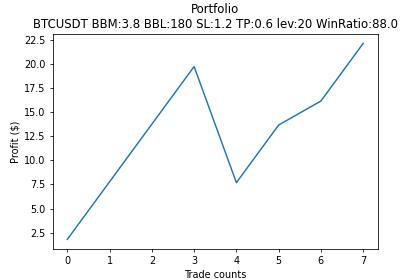 Portfolio
BTCUSDT BBM:3.8 BBL:180 SL:1.2 TP:0.6 lev:20 WinRatio:88.0
22.5
20.0
17.5
15.0
12.5
10.0
7.5
5.0
2.5
Profit ($)
0 1 2 3 4 5 6 7
Trade counts